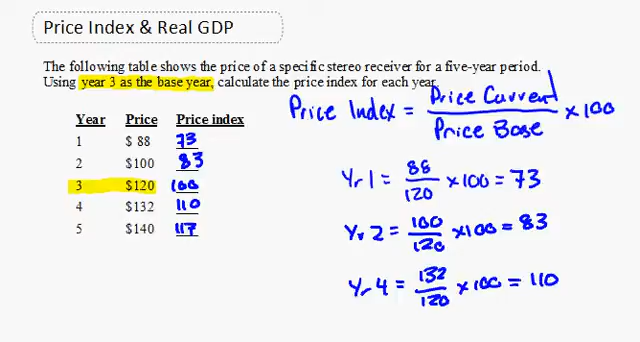 Price Index & Real GDP
The following table shows the price of a specific stereo receiver for a five-year period.
Using year 3 as the base year, calculate the price index for each year
Price Index = Price Current / Price Base × 100
Year Price Price index
1 $ 88 73
2 $100 83
3 $120 100
4 $132 110
5 $140 117
Yr 1 = 88/120 × 100 = 73
Yr 2 = 100/120 × 100 = 83
Yr 4 = 132/120 × 100 = 110